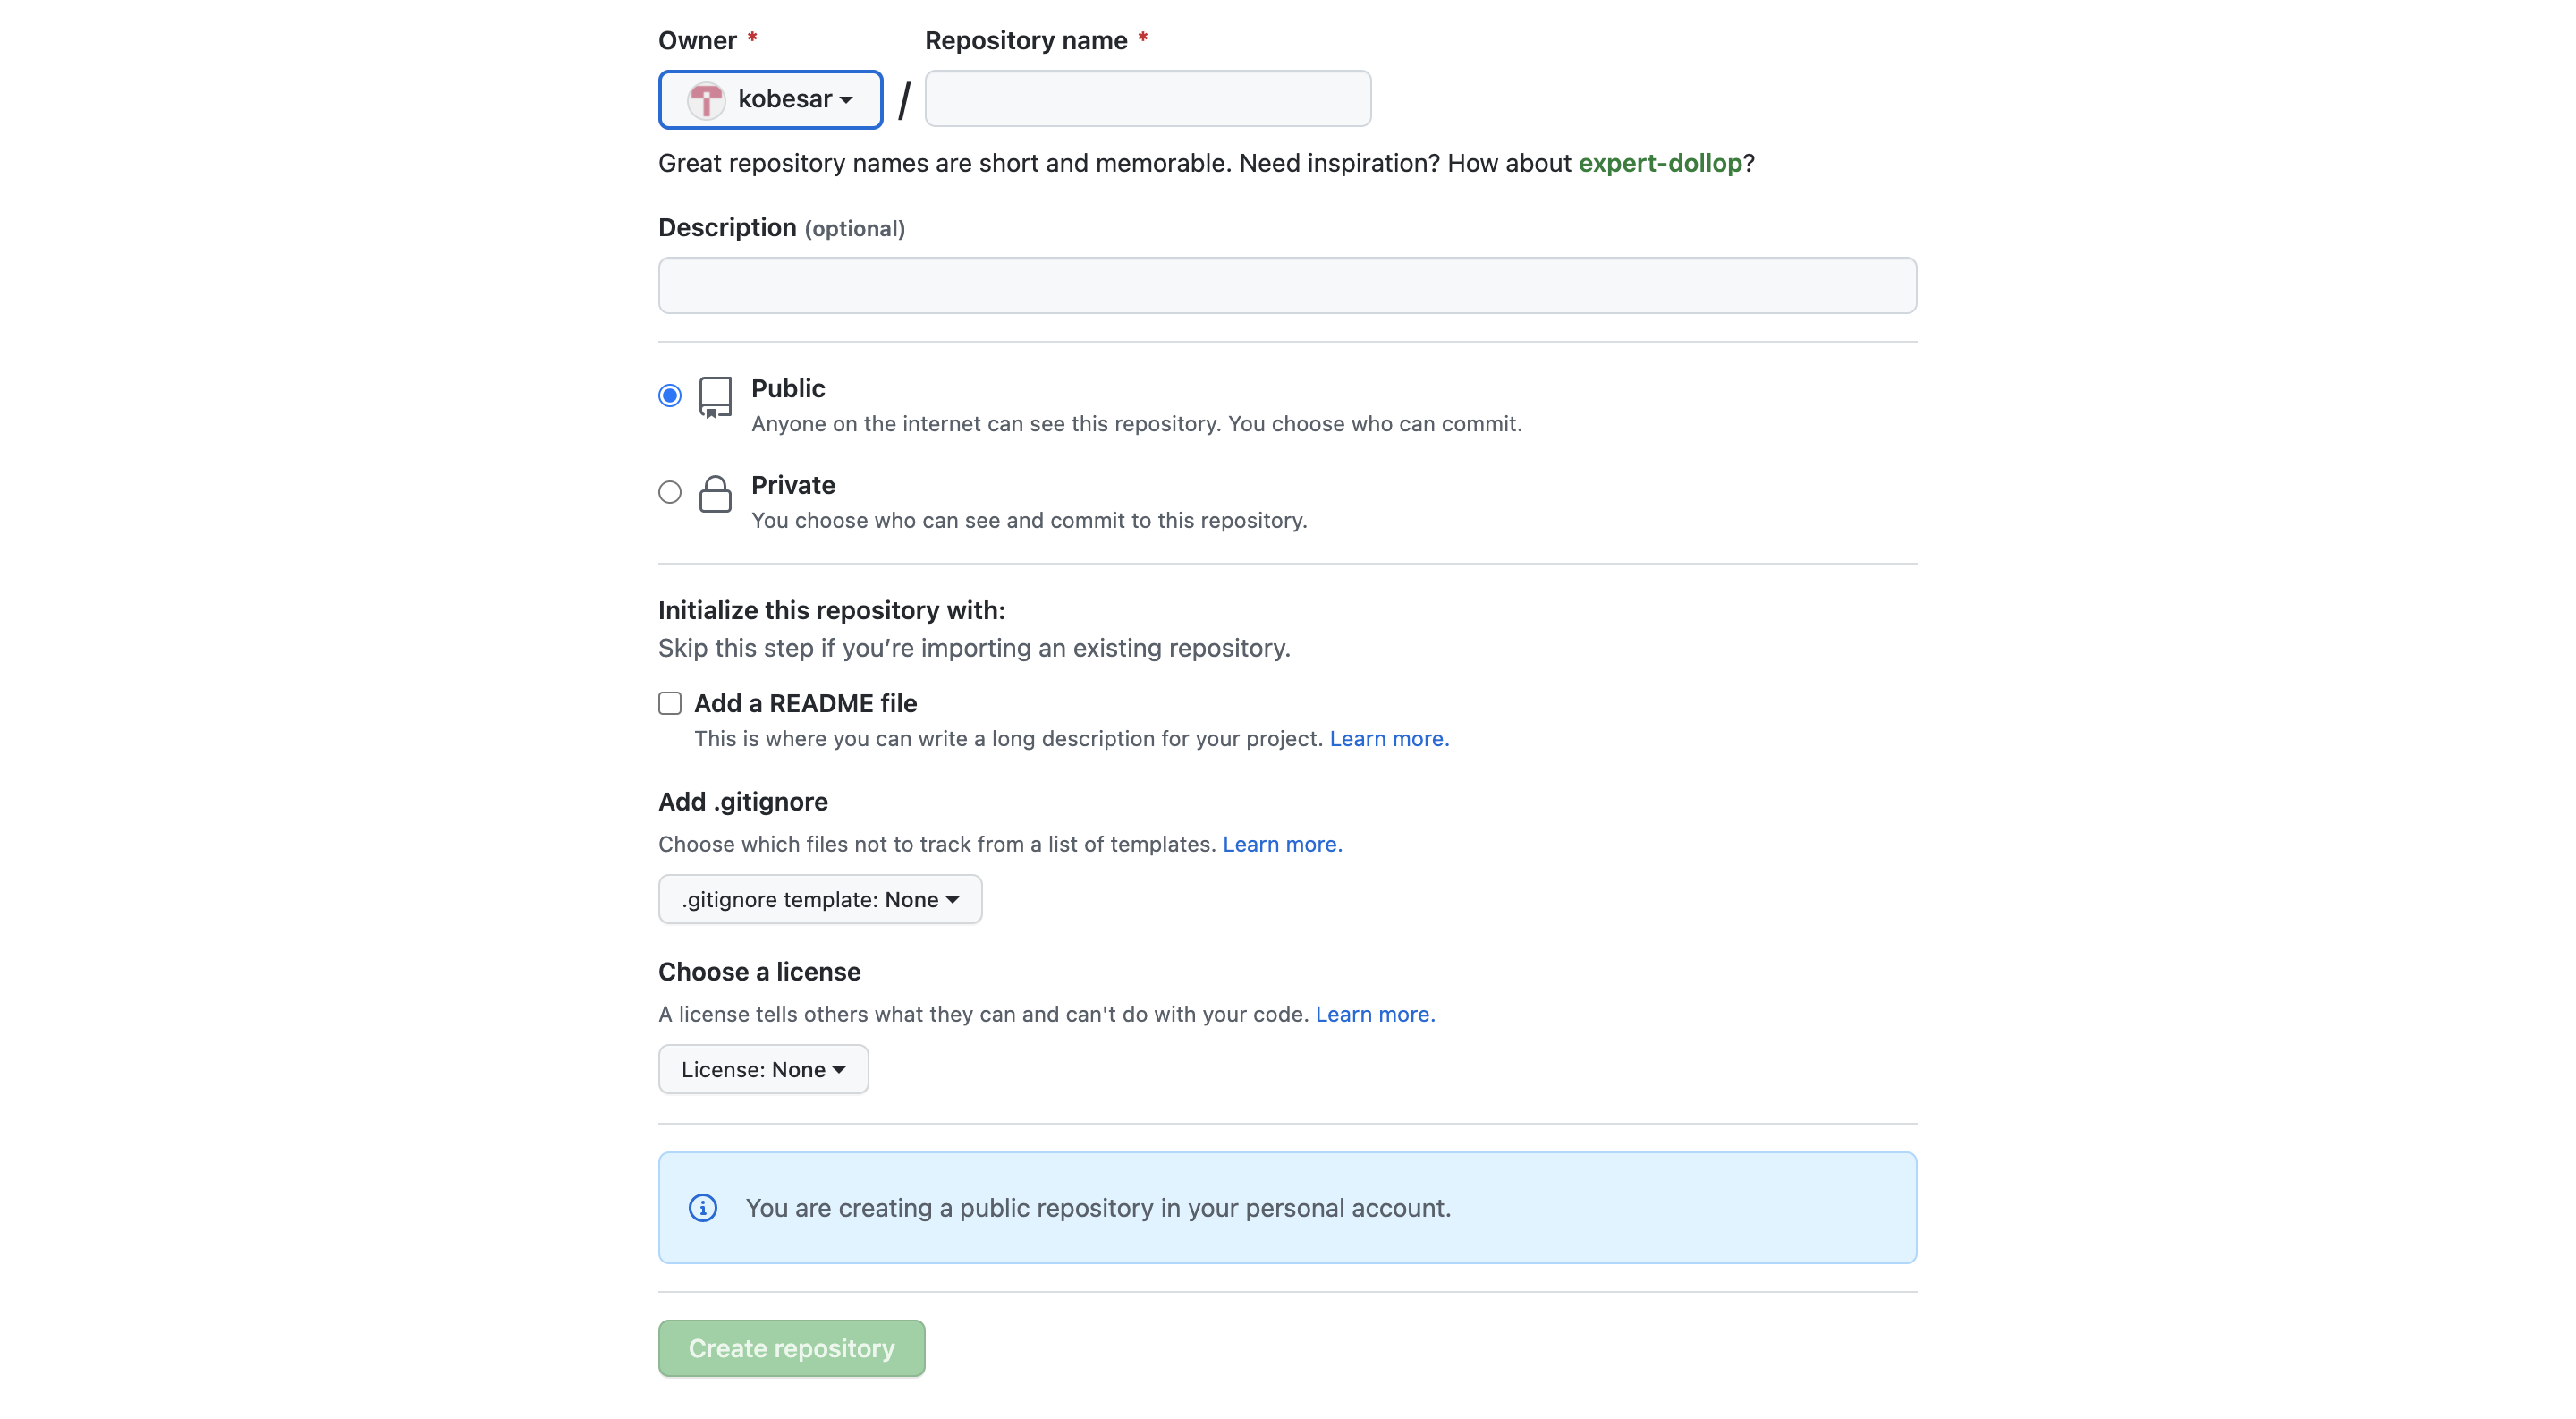 Owner * Repository name *
kobesar /
Great repository names are short and memorable. Need inspiration? How about expert-dollop?
Description (optional)
Public
Anyone on the internet can see this repository. You choose who can commit.
Private
You choose who can see and commit to this repository.
Initialize this repository with:
Skip this step if you’re importing an existing repository.
Add a README file
This is where you can write a long description for your project. Learn more.
Add .gitignore
Choose which files not to track from a list of templates. Learn more.
.gitignore template: None
Choose a license
A license tells others what they can and can't do with your code. Learn more.
License: None
You are creating a public repository in your personal account.
Create repository